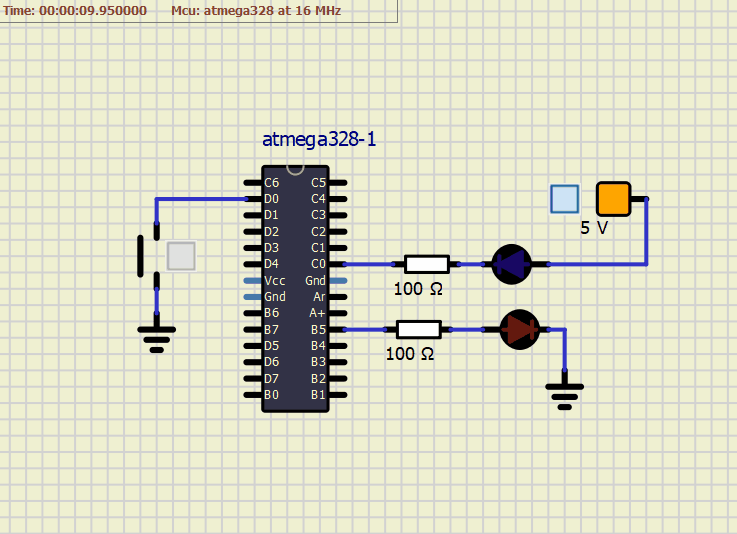 Time: 00:00:09.950000 Mcu: atmega328 at 16 MHz
atmega328-1
C6 C5
D0 C4
D1 C3
D2 C2
D3 C1
D4 C0
Vcc Gnd
Gnd Ar
B6 A+
B7 B5
D5 B4
D6 B3
D7 B2
B0 B1
5 V
100 Ω
100 Ω